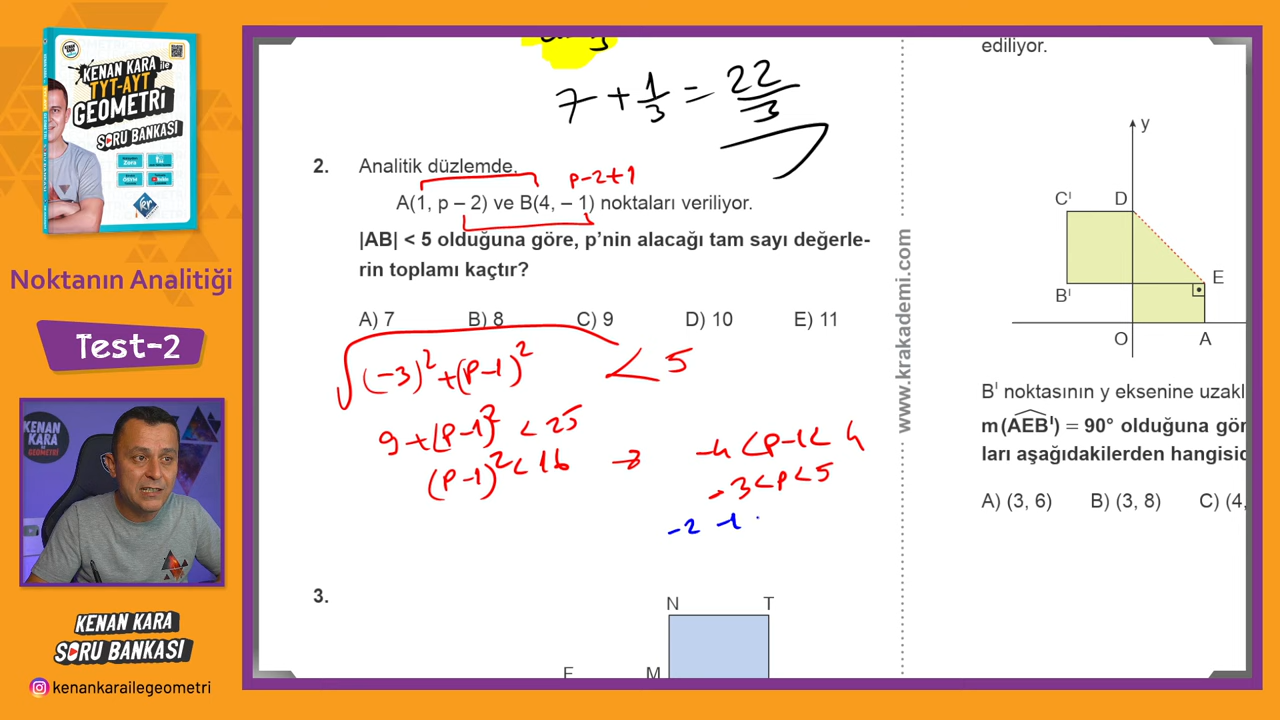 KENAN KARA ile
TYT-AYT
GEOMETRİ
SORU BANKASI
Noktanın Analitiği
Test-2
KENAN
KARA
KENAN KARA
SORU BANKASI
kenankarailegeometri
7 + 1/3 = 22/3
2. Analitik düzlemde,
p-2+1
A(1, p – 2) ve B(4, – 1) noktaları veriliyor.
|AB| < 5 olduğuna göre, p’nin alacağı tam sayı değerle-
rin toplamı kaçtır?
A) 7 B) 8 C) 9 D) 10 E) 11
√(-3)² + (p-1)² < 5
9 + (p-1)² < 25
(p-1)² < 16 → -4 < p-1 < 4
-3 < p < 5
-2 -1 .
3.
N T
M
www.krakademi.com
ediliyor.
y
C' D
E
B'
O A
B' noktasının y eksenine uzakl
m(AEB') = 90° olduğuna gör
ları aşağıdakilerden hangisid
A) (3, 6) B) (3, 8) C) (4,